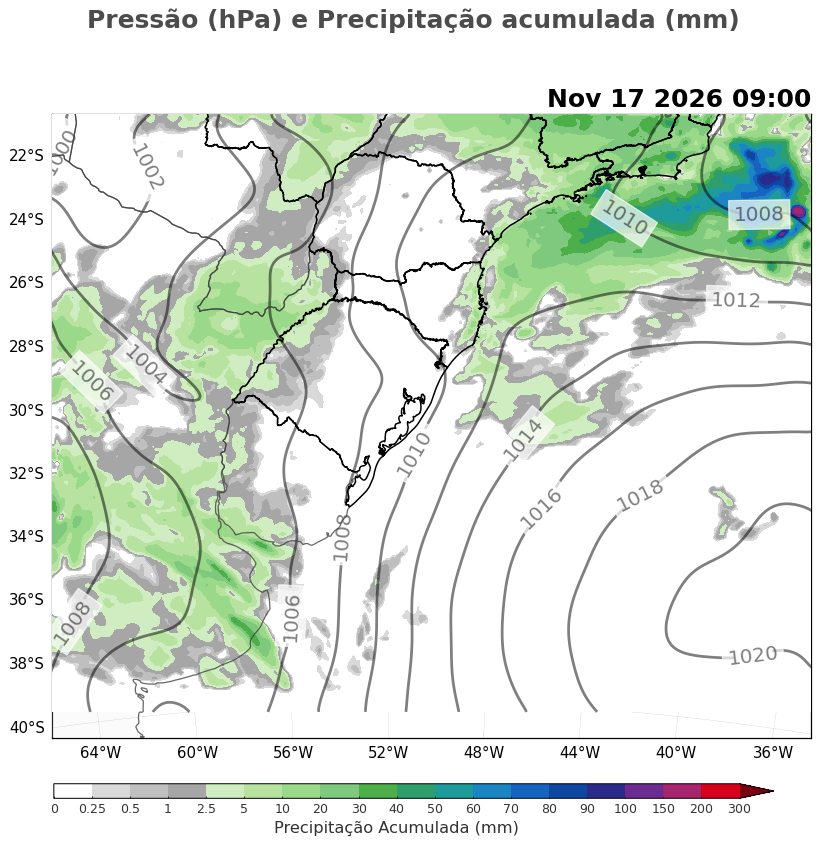 Pressão (hPa) e Precipitação acumulada (mm)
Nov 17 2026 09:00
1000
1002
22°S
24°S
1010
1008
26°S
1012
28°S
1004
1006
30°S
1014
1010
32°S
1016
1018
34°S
1008
36°S
1008
1006
38°S
1020
40°S
64°W 60°W 56°W 52°W 48°W 44°W 40°W 36°W
0 0.25 0.5 1 2.5 5 10 20 30 40 50 60 70 80 90 100 150 200 300
Precipitação Acumulada (mm)